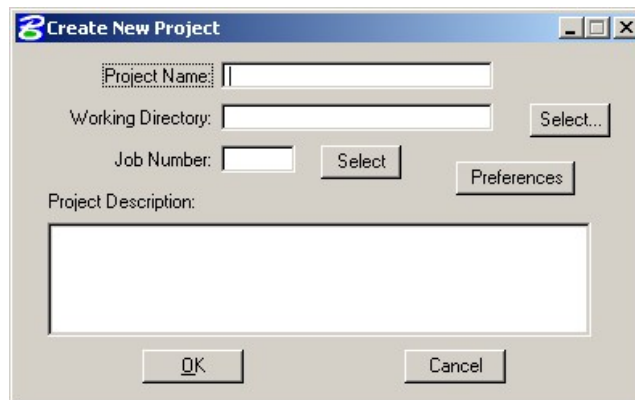 Create New Project
Project Name:
Working Directory:
Select...
Job Number:
Select
Preferences
Project Description:
OK
Cancel